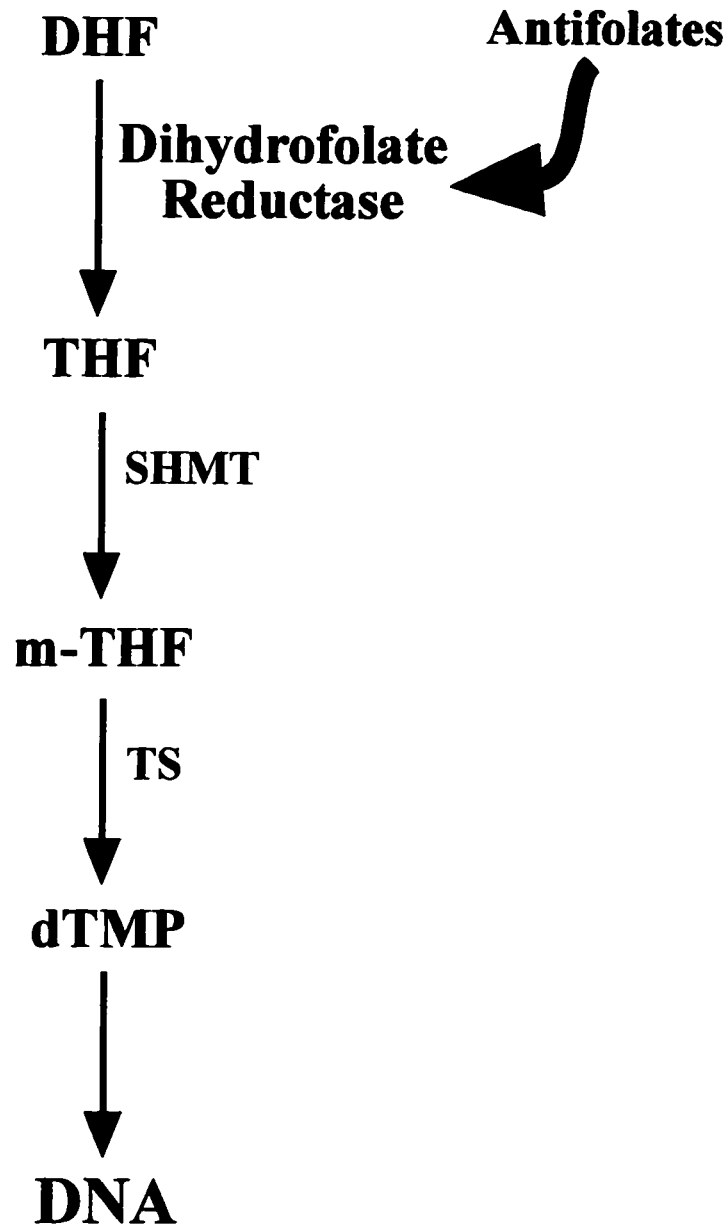 DHF
Antifolates
Dihydrofolate
Reductase
THF
SHMT
m-THF
TS
dTMP
DNA